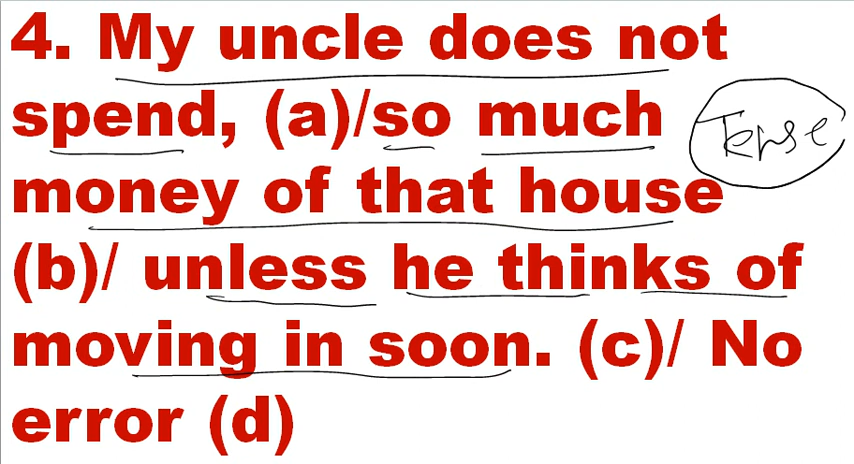 4. My uncle does not
spend, (a)/so much
Tense
money of that house
(b)/ unless he thinks of
moving in soon. (c)/ No
error (d)